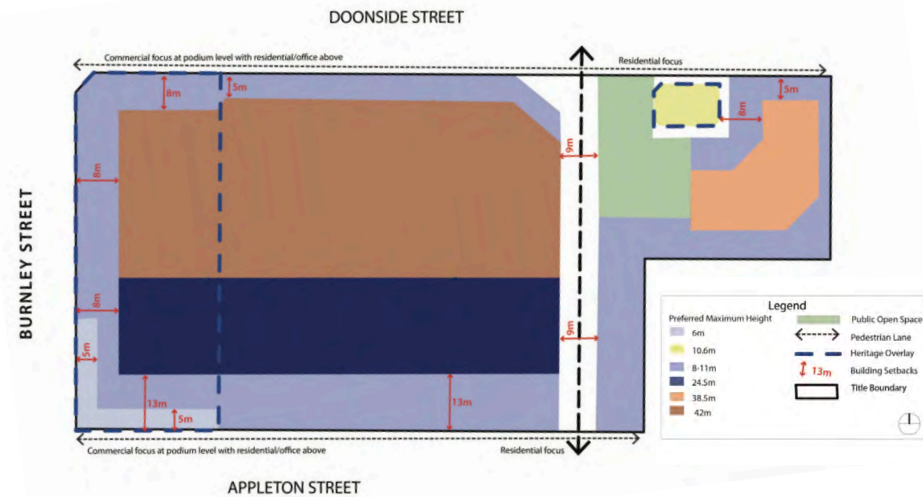 DOONSIDE STREET
Commercial focus at podium level with residential/office above
Residential focus
8m
5m
5m
8m
9m
8m
BURNLEY STREET
8m
9m
5m
13m
13m
5m
Legend
Preferred Maximum Height
6m
10.6m
8-11m
24.5m
38.5m
42m
Public Open Space
Pedestrian Lane
Heritage Overlay
13m
Building Setbacks
Title Boundary
Commercial focus at podium level with residential/office above
Residential focus
APPLETON STREET